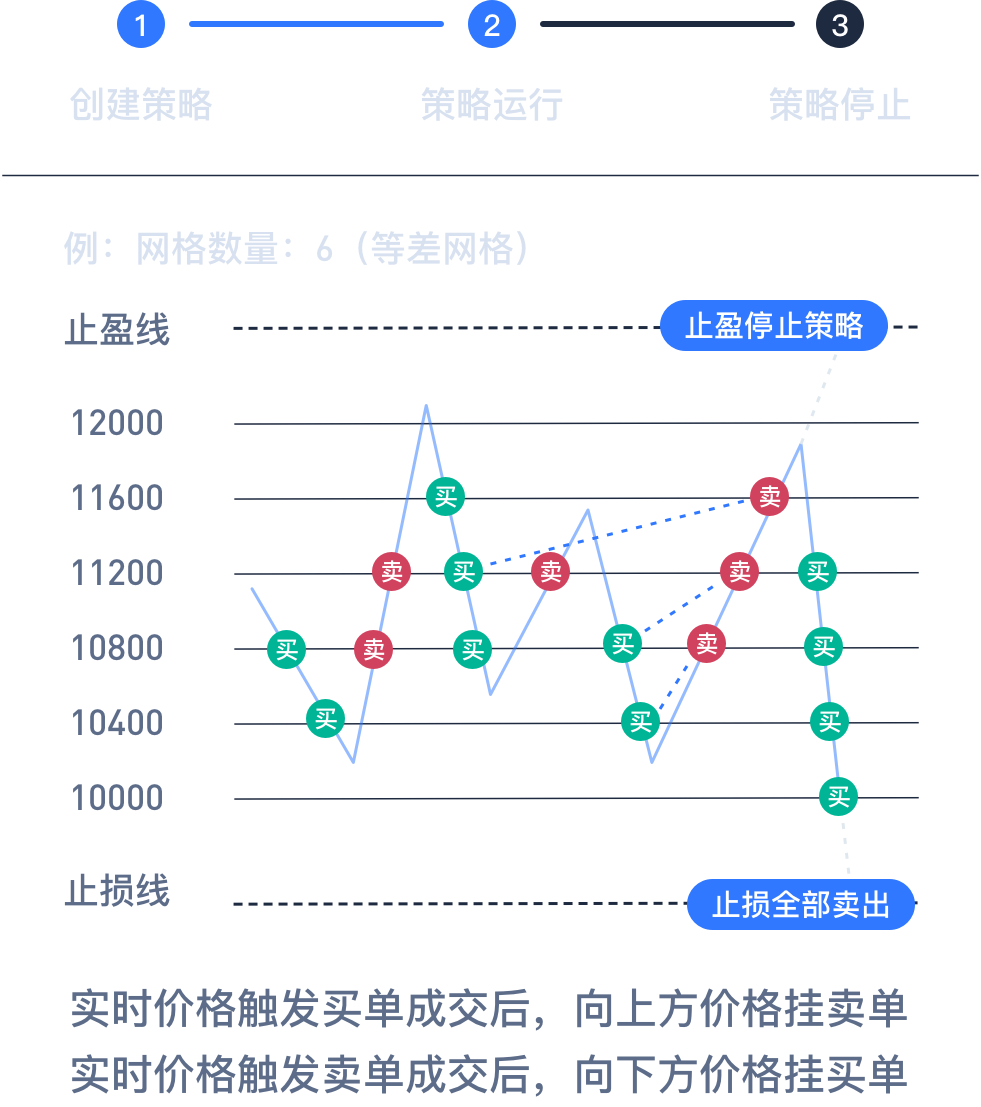 1 2 3
创建策略 策略运行 策略停止
例：网格数量：6（等差网格）
止盈线 止盈停止策略
12000
11600 买 卖
11200 卖 买 卖 卖 买
10800 买 卖 买 买 卖 买
10400 买 买 买
10000 买
止损线 止损全部卖出
实时价格触发买单成交后，向上方价格挂卖单
实时价格触发卖单成交后，向下方价格挂买单